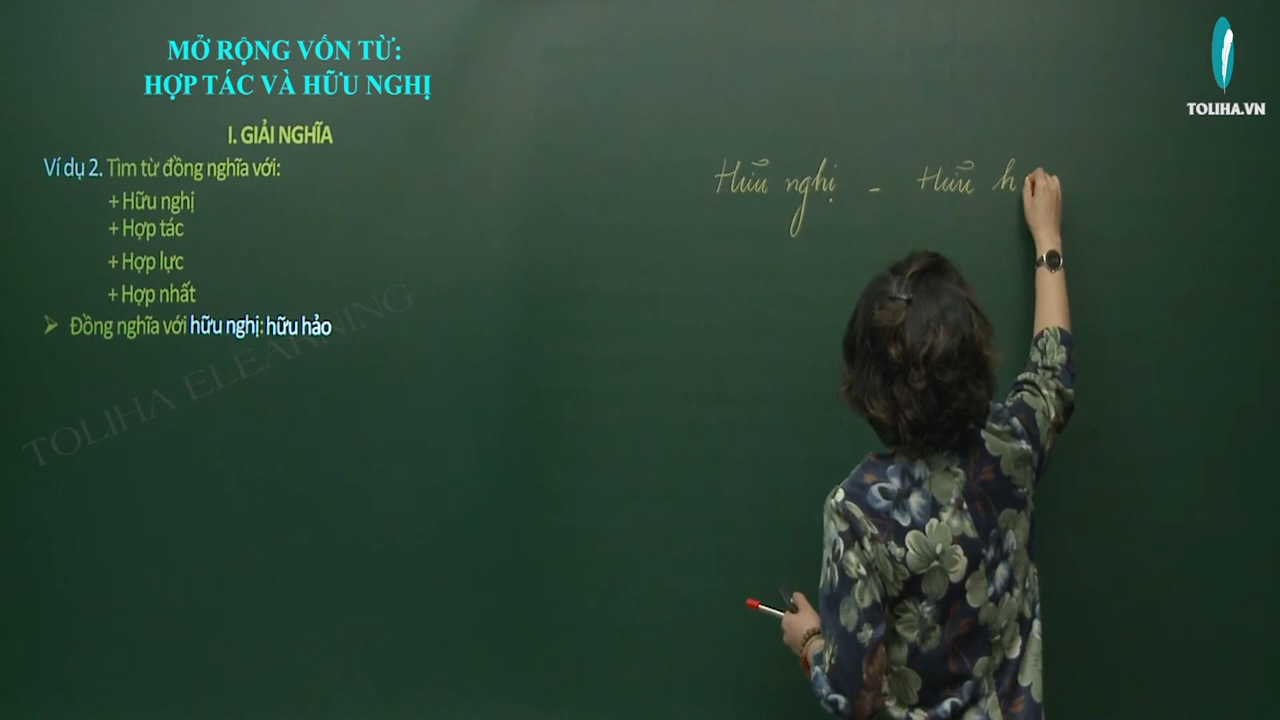 MỞ RỘNG VỐN TỪ:
HỢP TÁC VÀ HỮU NGHỊ
TOLIHA.VN
I. GIẢI NGHĨA
Ví dụ 2. Tìm từ đồng nghĩa với:
+ Hữu nghị
+ Hợp tác
+ Hợp lực
+ Hợp nhất
➢ Đồng nghĩa với hữu nghị: hữu hảo
TOLIHA ELEARNING
Hữu nghị - Hữu h